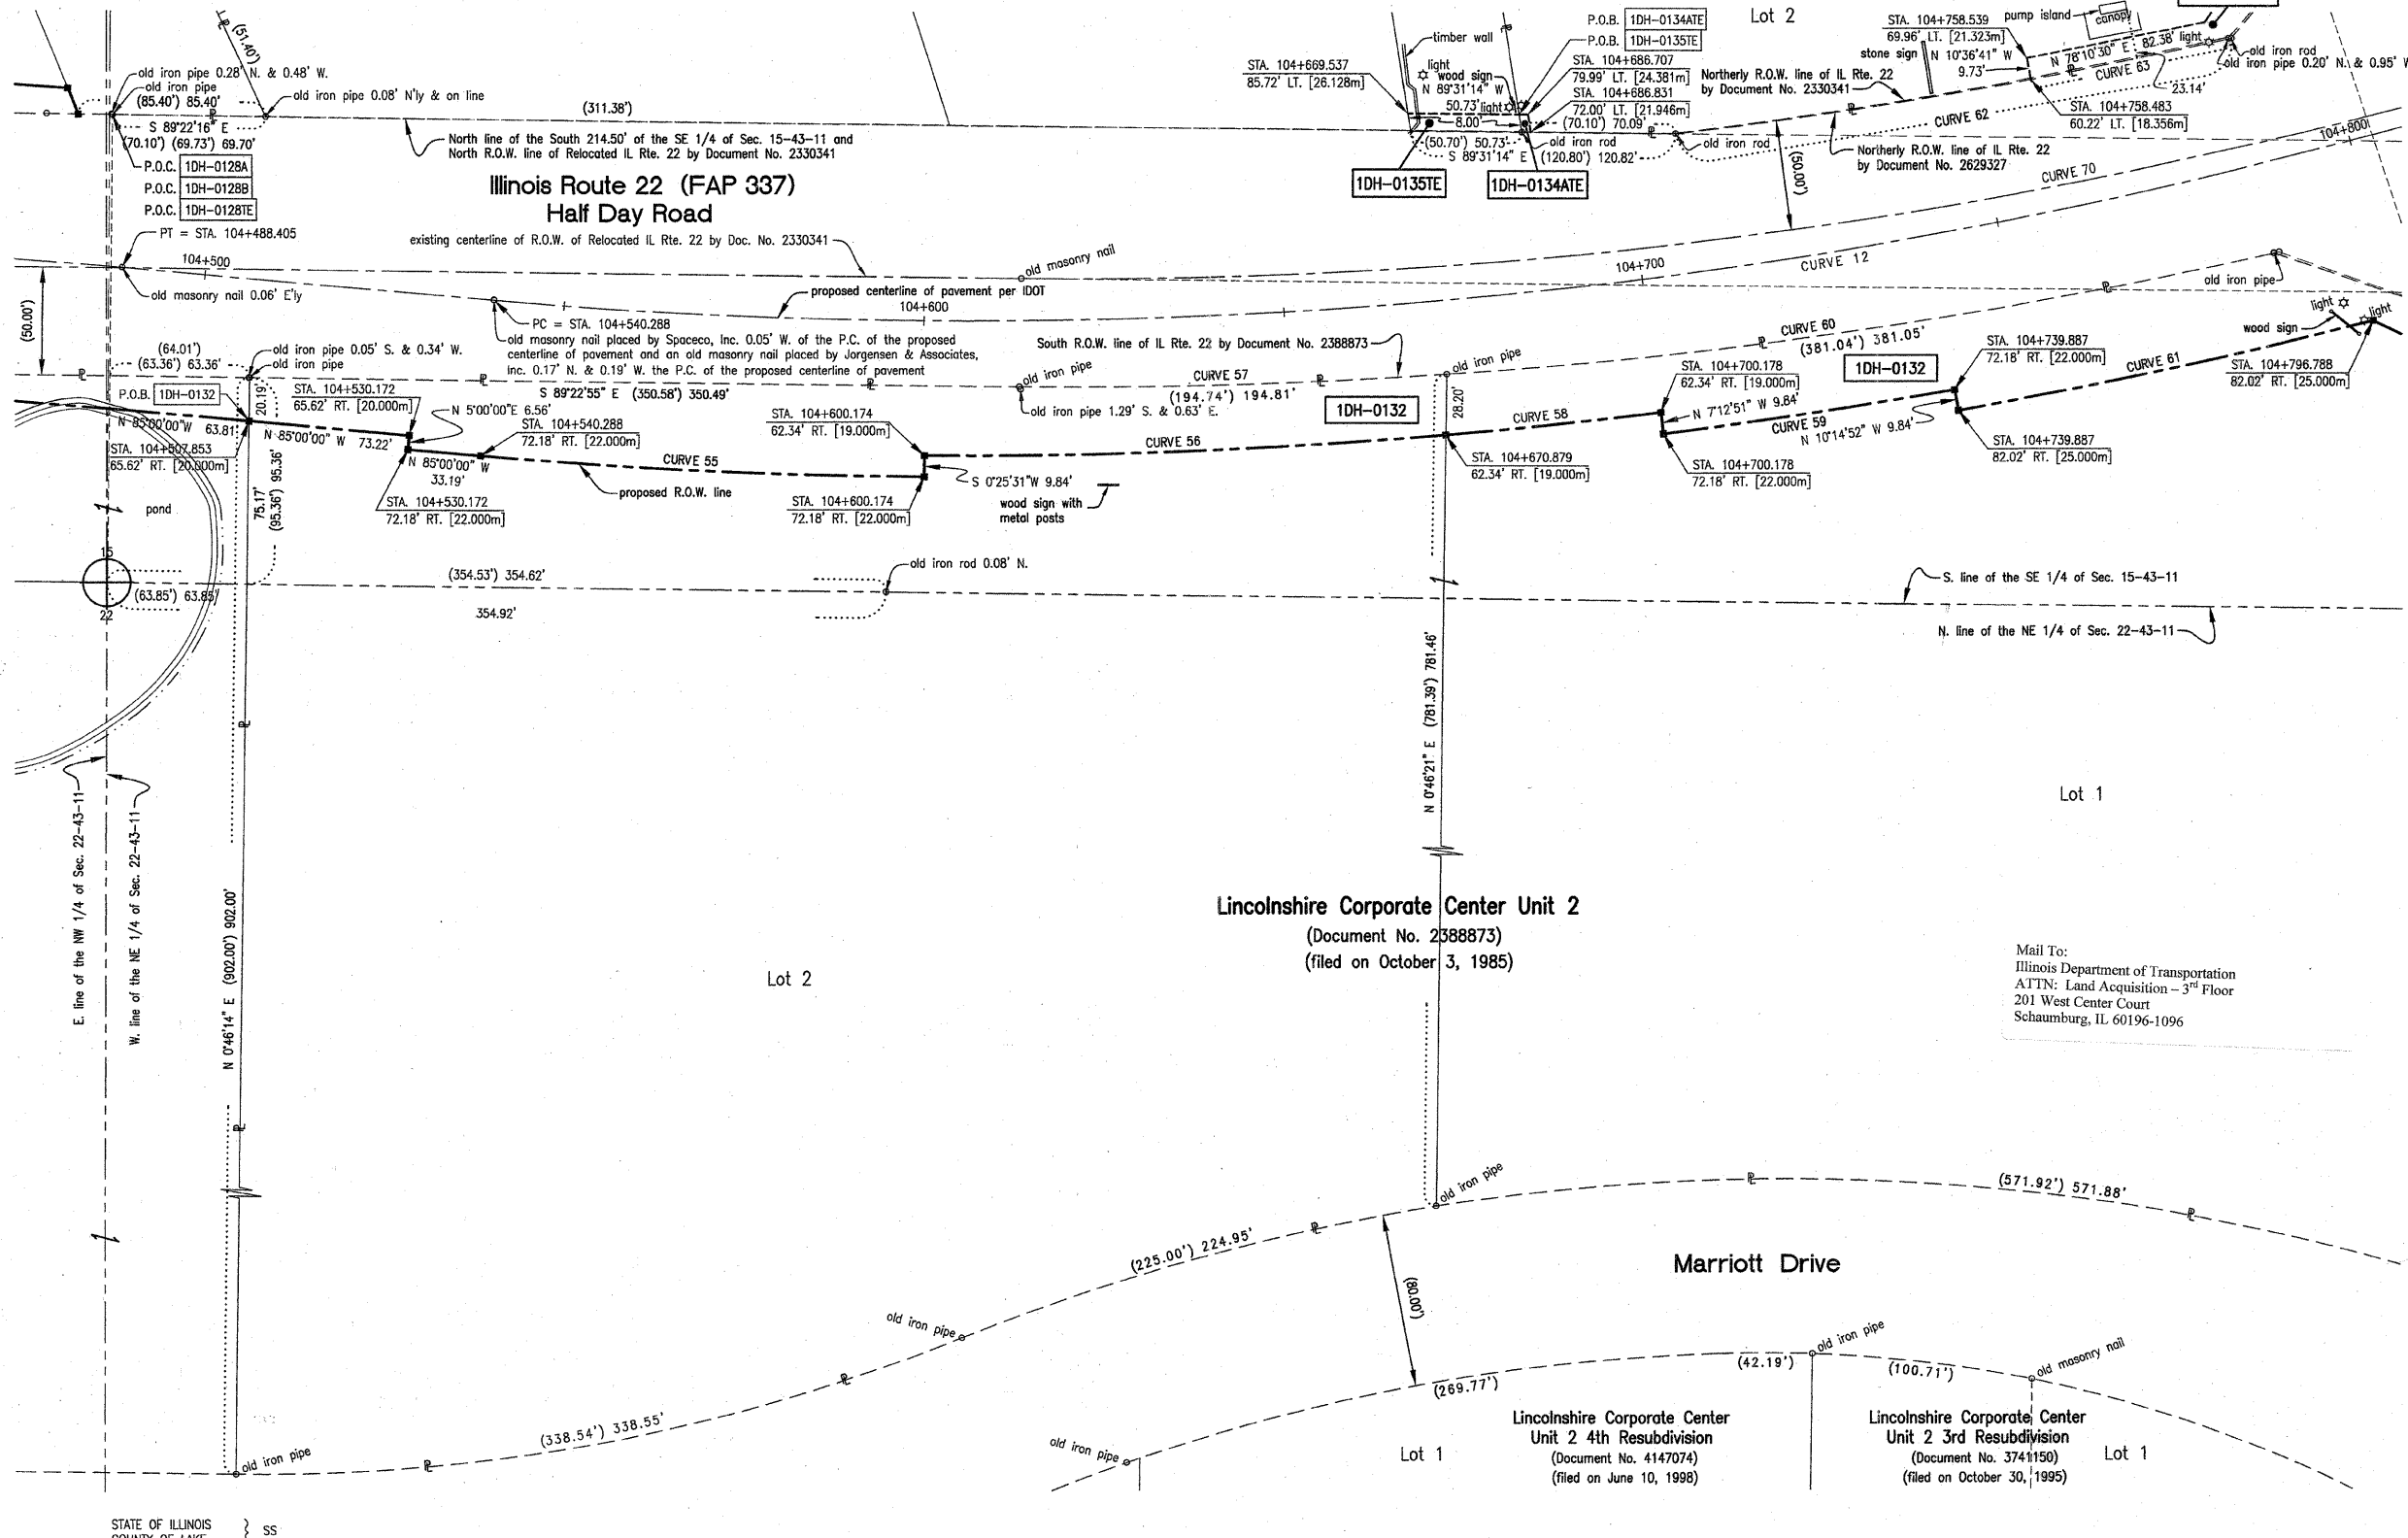 Lot 2
P.O.B. 1DH-0134ATE
P.O.B. 1DH-0135TE
timber wall
light
wood sign
N 89°31'14" W
50.73'
light
8.00'
STA. 104+669.537
85.72' LT. [26.128m]
STA. 104+686.707
79.99' LT. [24.381m]
STA. 104+686.831
72.00' LT. [21.946m]
(70.10') 70.09'
(50.70') 50.73'
old iron rod
S 89°31'14" E (120.80') 120.82'
old iron rod
1DH-0135TE
1DH-0134ATE
Northerly R.O.W. line of IL Rte. 22
by Document No. 2330341
STA. 104+758.539
69.96' LT. [21.323m]
pump island
canopy
stone sign
N 10°36'41" W
9.73'
N 78°10'30" E
82.38'
light
old iron rod
old iron pipe 0.20' N. & 0.95' W
CURVE 63
23.14'
CURVE 62
STA. 104+758.483
60.22' LT. [18.356m]
Northerly R.O.W. line of IL Rte. 22
by Document No. 2629327
104+800
(50.00')
CURVE 70
(51.40')
old iron pipe 0.28' N. & 0.48' W.
old iron pipe
(85.40') 85.40'
old iron pipe 0.08' N'ly & on line
S 89°22'16" E
(70.10') (69.73') 69.70'
P.O.C. 1DH-0128A
P.O.C. 1DH-0128B
P.O.C. 1DH-0128TE
(311.38')
North line of the South 214.50' of the SE 1/4 of Sec. 15-43-11 and
North R.O.W. line of Relocated IL Rte. 22 by Document No. 2330341
Illinois Route 22 (FAP 337)
Half Day Road
existing centerline of R.O.W. of Relocated IL Rte. 22 by Doc. No. 2330341
PT = STA. 104+488.405
104+500
old masonry nail 0.06' E'ly
old masonry nail
104+700
CURVE 12
proposed centerline of pavement per IDOT
104+600
(50.00')
PC = STA. 104+540.288
old masonry nail placed by Spaceco, Inc. 0.05' W. of the P.C. of the proposed
centerline of pavement and an old masonry nail placed by Jorgensen & Associates,
Inc. 0.17' N. & 0.19' W. the P.C. of the proposed centerline of pavement
(64.01')
(63.36') 63.36'
old iron pipe 0.05' S. & 0.34' W.
old iron pipe
South R.O.W. line of IL Rte. 22 by Document No. 2388873
old iron pipe
CURVE 60
(381.04') 381.05'
old iron pipe
light
light
wood sign
P.O.B. 1DH-0132
20.19'
STA. 104+530.172
65.62' RT. [20.000m]
S 89°22'55" E (350.58') 350.49'
old iron pipe
old iron pipe 1.29' S. & 0.63' E.
CURVE 57
(194.74') 194.81'
1DH-0132
28.20'
STA. 104+700.178
62.34' RT. [19.000m]
1DH-0132
STA. 104+739.887
72.18' RT. [22.000m]
CURVE 61
STA. 104+796.788
82.02' RT. [25.000m]
N 85°00'00"W 63.81'
N 85°00'00" W 73.22'
N 5°00'00"E 6.56'
STA. 104+540.288
72.18' RT. [22.000m]
STA. 104+600.174
62.34' RT. [19.000m]
CURVE 58
N 7°12'51" W 9.84'
CURVE 59
N 10°14'52" W 9.84'
STA. 104+739.887
82.02' RT. [25.000m]
STA. 104+507.853
65.62' RT. [20.000m]
N 85°00'00" W
33.19'
CURVE 55
CURVE 56
S 0°25'31"W 9.84'
STA. 104+670.879
62.34' RT. [19.000m]
STA. 104+700.178
72.18' RT. [22.000m]
STA. 104+530.172
72.18' RT. [22.000m]
proposed R.O.W. line
STA. 104+600.174
72.18' RT. [22.000m]
wood sign with
metal posts
75.17'
(95.36') 95.36'
pond
15
22
(63.85') 63.85'
(354.53') 354.62'
354.92'
old iron rod 0.08' N.
S. line of the SE 1/4 of Sec. 15-43-11
N. line of the NE 1/4 of Sec. 22-43-11
N 0°46'21" E (781.39') 781.46'
E. line of the NW 1/4 of Sec. 22-43-11
W. line of the NE 1/4 of Sec. 22-43-11
N 0°46'14" E (902.00') 902.00'
Lot 1
Lincolnshire Corporate Center Unit 2
(Document No. 2388873)
(filed on October 3, 1985)
Lot 2
Mail To:
Illinois Department of Transportation
ATTN: Land Acquisition – 3rd Floor
201 West Center Court
Schaumburg, IL 60196-1096
old iron pipe
(571.92') 571.88'
(225.00') 224.95'
Marriott Drive
(80.00')
old iron pipe
(338.54') 338.55'
old iron pipe
old iron pipe
(269.77')
(42.19')
old iron pipe
(100.71')
old masonry nail
Lot 1
Lincolnshire Corporate Center
Unit 2 4th Resubdivision
(Document No. 4147074)
(filed on June 10, 1998)
Lincolnshire Corporate Center
Unit 2 3rd Resubdivision
(Document No. 3741150)
(filed on October 30, 1995)
Lot 1
STATE OF ILLINOIS
COUNTY OF LAKE
SS